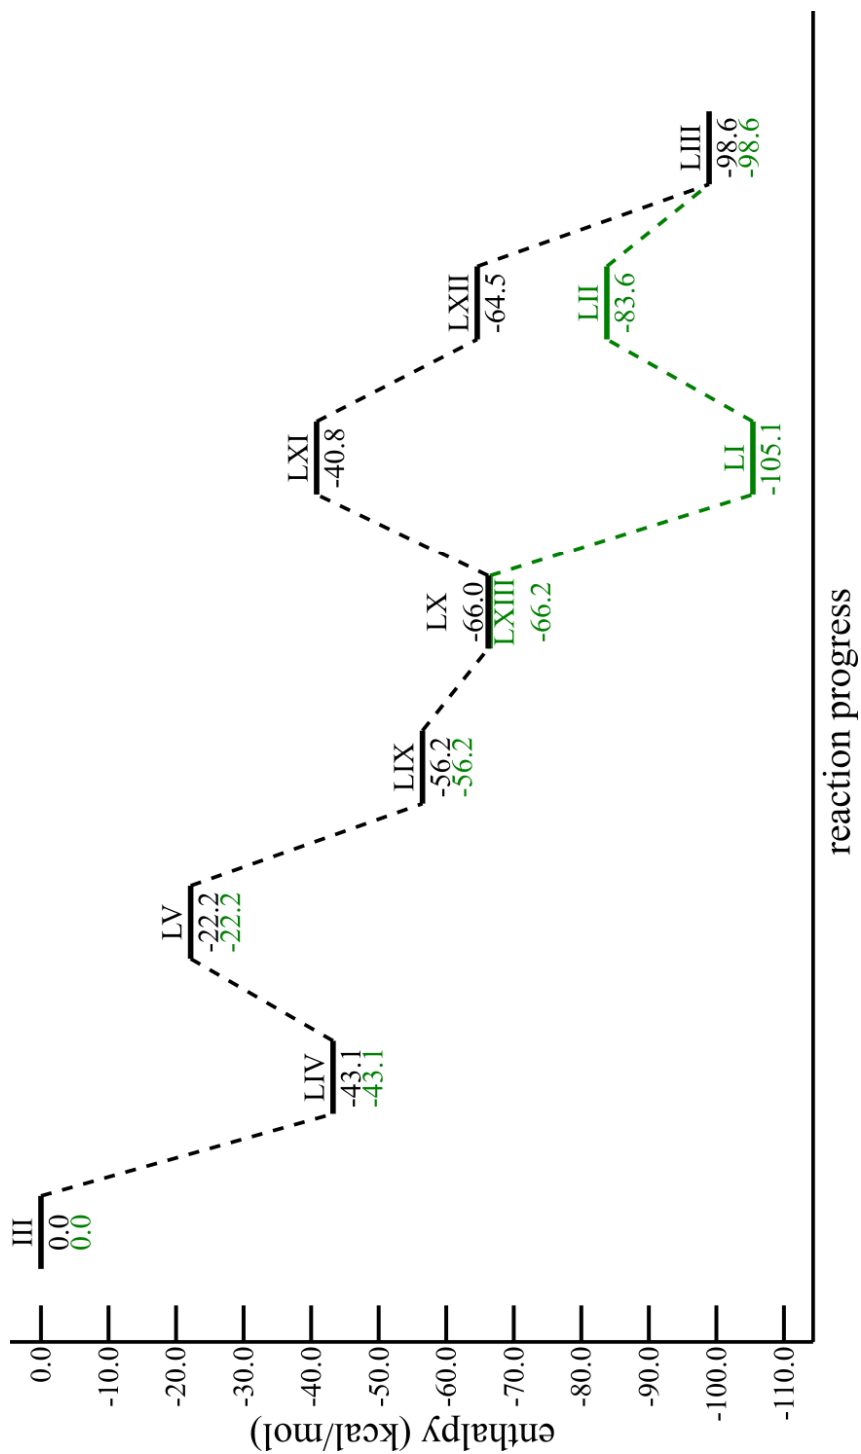 enthalpy (kcal/mol)
0.0
-10.0
-20.0
-30.0
-40.0
-50.0
-60.0
-70.0
-80.0
-90.0
-100.0
-110.0
III
0.0
0.0
LIV
-43.1
-43.1
LV
-22.2
-22.2
LIX
-56.2
-56.2
LX
-66.0
LXIII
-66.2
LXI
-40.8
LI
-105.1
LXII
-64.5
LII
-83.6
LIII
-98.6
-98.6
reaction progress